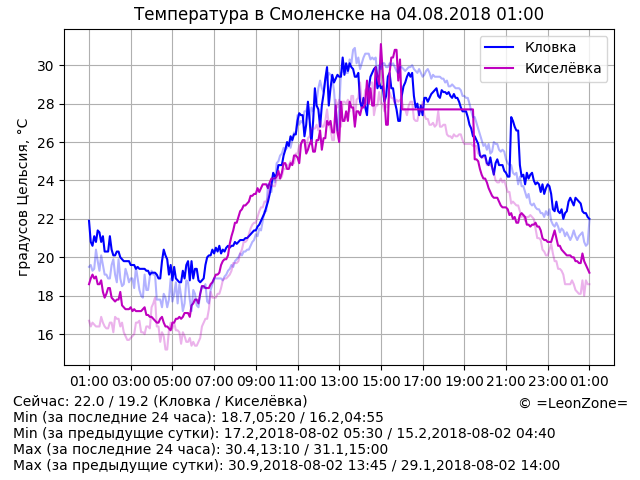 Температура в Смоленске на 04.08.2018 01:00
Кловка
Киселёвка
градусов Цельсия, °C
30
28
26
24
22
20
18
16
01:00 03:00 05:00 07:00 09:00 11:00 13:00 15:00 17:00 19:00 21:00 23:00 01:00
Сейчас: 22.0 / 19.2 (Кловка / Киселёвка)
© =LeonZone=
Min (за последние 24 часа): 18.7,05:20 / 16.2,04:55
Min (за предыдущие сутки): 17.2,2018-08-02 05:30 / 15.2,2018-08-02 04:40
Max (за последние 24 часа): 30.4,13:10 / 31.1,15:00
Max (за предыдущие сутки): 30.9,2018-08-02 13:45 / 29.1,2018-08-02 14:00